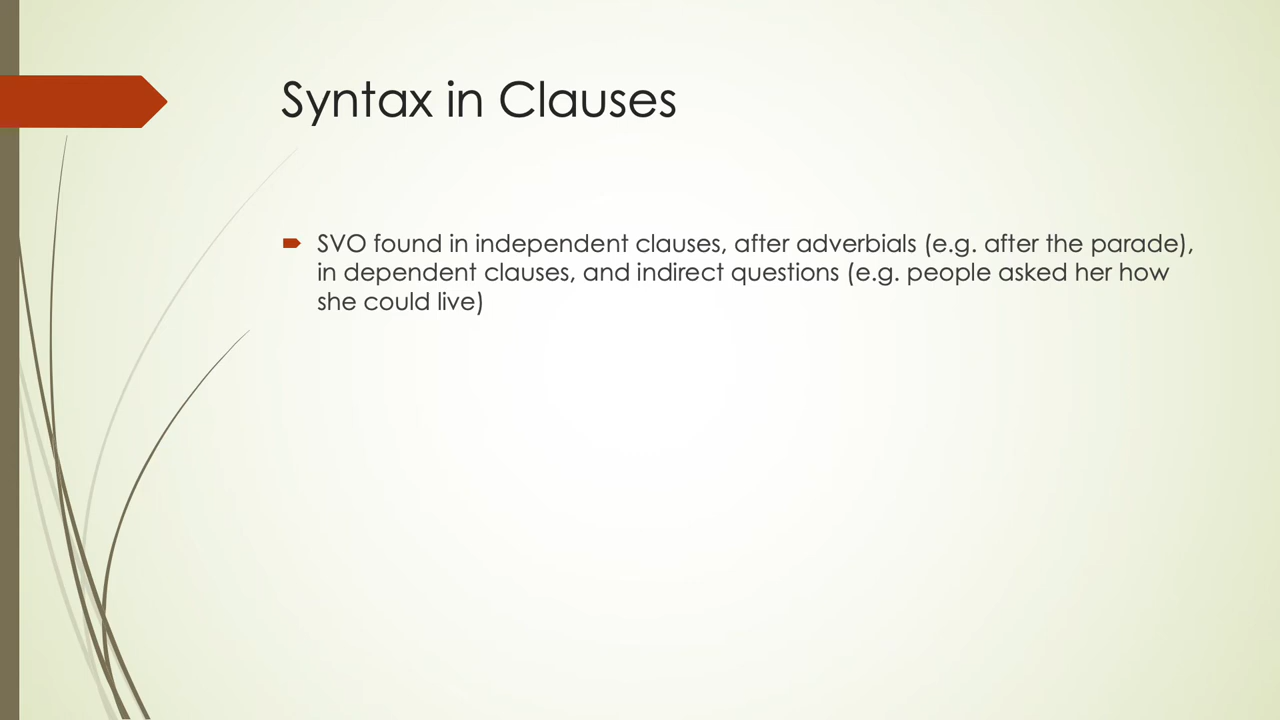 Syntax in Clauses
SVO found in independent clauses, after adverbials (e.g. after the parade),
in dependent clauses, and indirect questions (e.g. people asked her how
she could live)